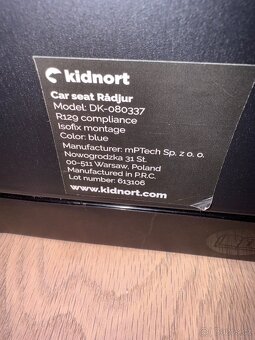 kidnort
Car seat Rådjur
Model: DK-080337
R129 compliance
Isofix montage
Color: blue
Manufacturer: mPTech Sp. z o. o.
Nowogrodzka 31 St.
00-511 Warsaw, Poland
Manufactured in P.R.C.
Lot number: 613106
www.kidnort.com